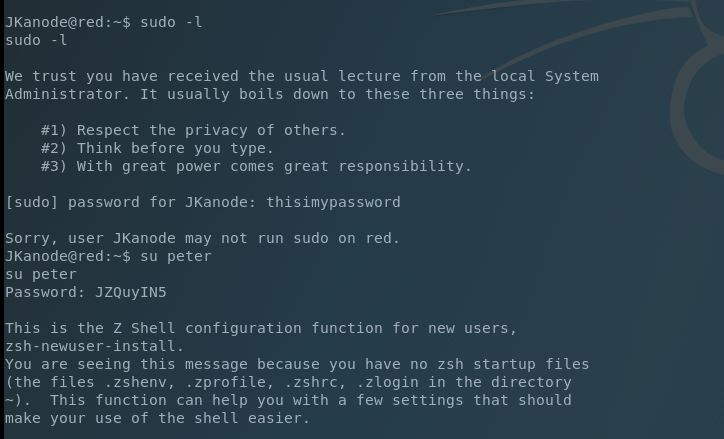 JKanode@red:~$ sudo -l
sudo -l
We trust you have received the usual lecture from the local System
Administrator. It usually boils down to these three things:
#1) Respect the privacy of others.
#2) Think before you type.
#3) With great power comes great responsibility.
[sudo] password for JKanode: thisimypassword
Sorry, user JKanode may not run sudo on red.
JKanode@red:~$ su peter
su peter
Password: JZQuyIN5
This is the Z Shell configuration function for new users,
zsh-newuser-install.
You are seeing this message because you have no zsh startup files
(the files .zshenv, .zprofile, .zshrc, .zlogin in the directory
~).  This function can help you with a few settings that should
make your use of the shell easier.